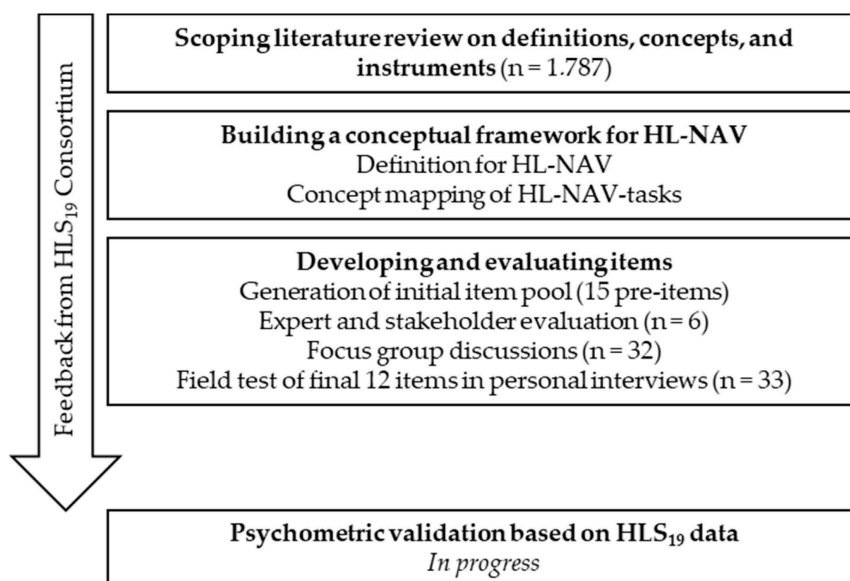 Feedback from HLS₁₉ Consortium
Scoping literature review on definitions, concepts, and
instruments (n = 1.787)
Building a conceptual framework for HL-NAV
Definition for HL-NAV
Concept mapping of HL-NAV-tasks
Developing and evaluating items
Generation of initial item pool (15 pre-items)
Expert and stakeholder evaluation (n = 6)
Focus group discussions (n = 32)
Field test of final 12 items in personal interviews (n = 33)
Psychometric validation based on HLS₁₉ data
In progress